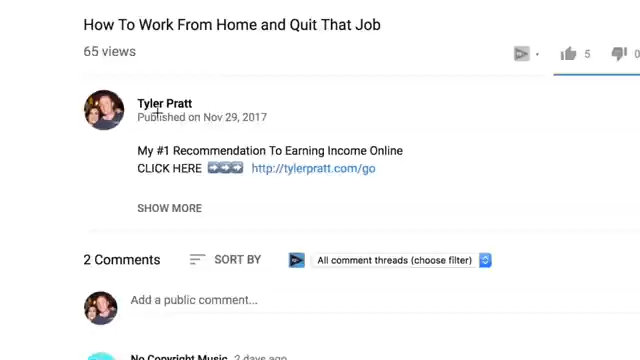 How To Work From Home and Quit That Job
65 views
5
0
Tyler Pratt
Published on Nov 29, 2017
My #1 Recommendation To Earning Income Online
CLICK HERE http://tylerpratt.com/go
SHOW MORE
2 Comments SORT BY All comment threads (choose filter)
Add a public comment...
No Copyright Music 2 days ago